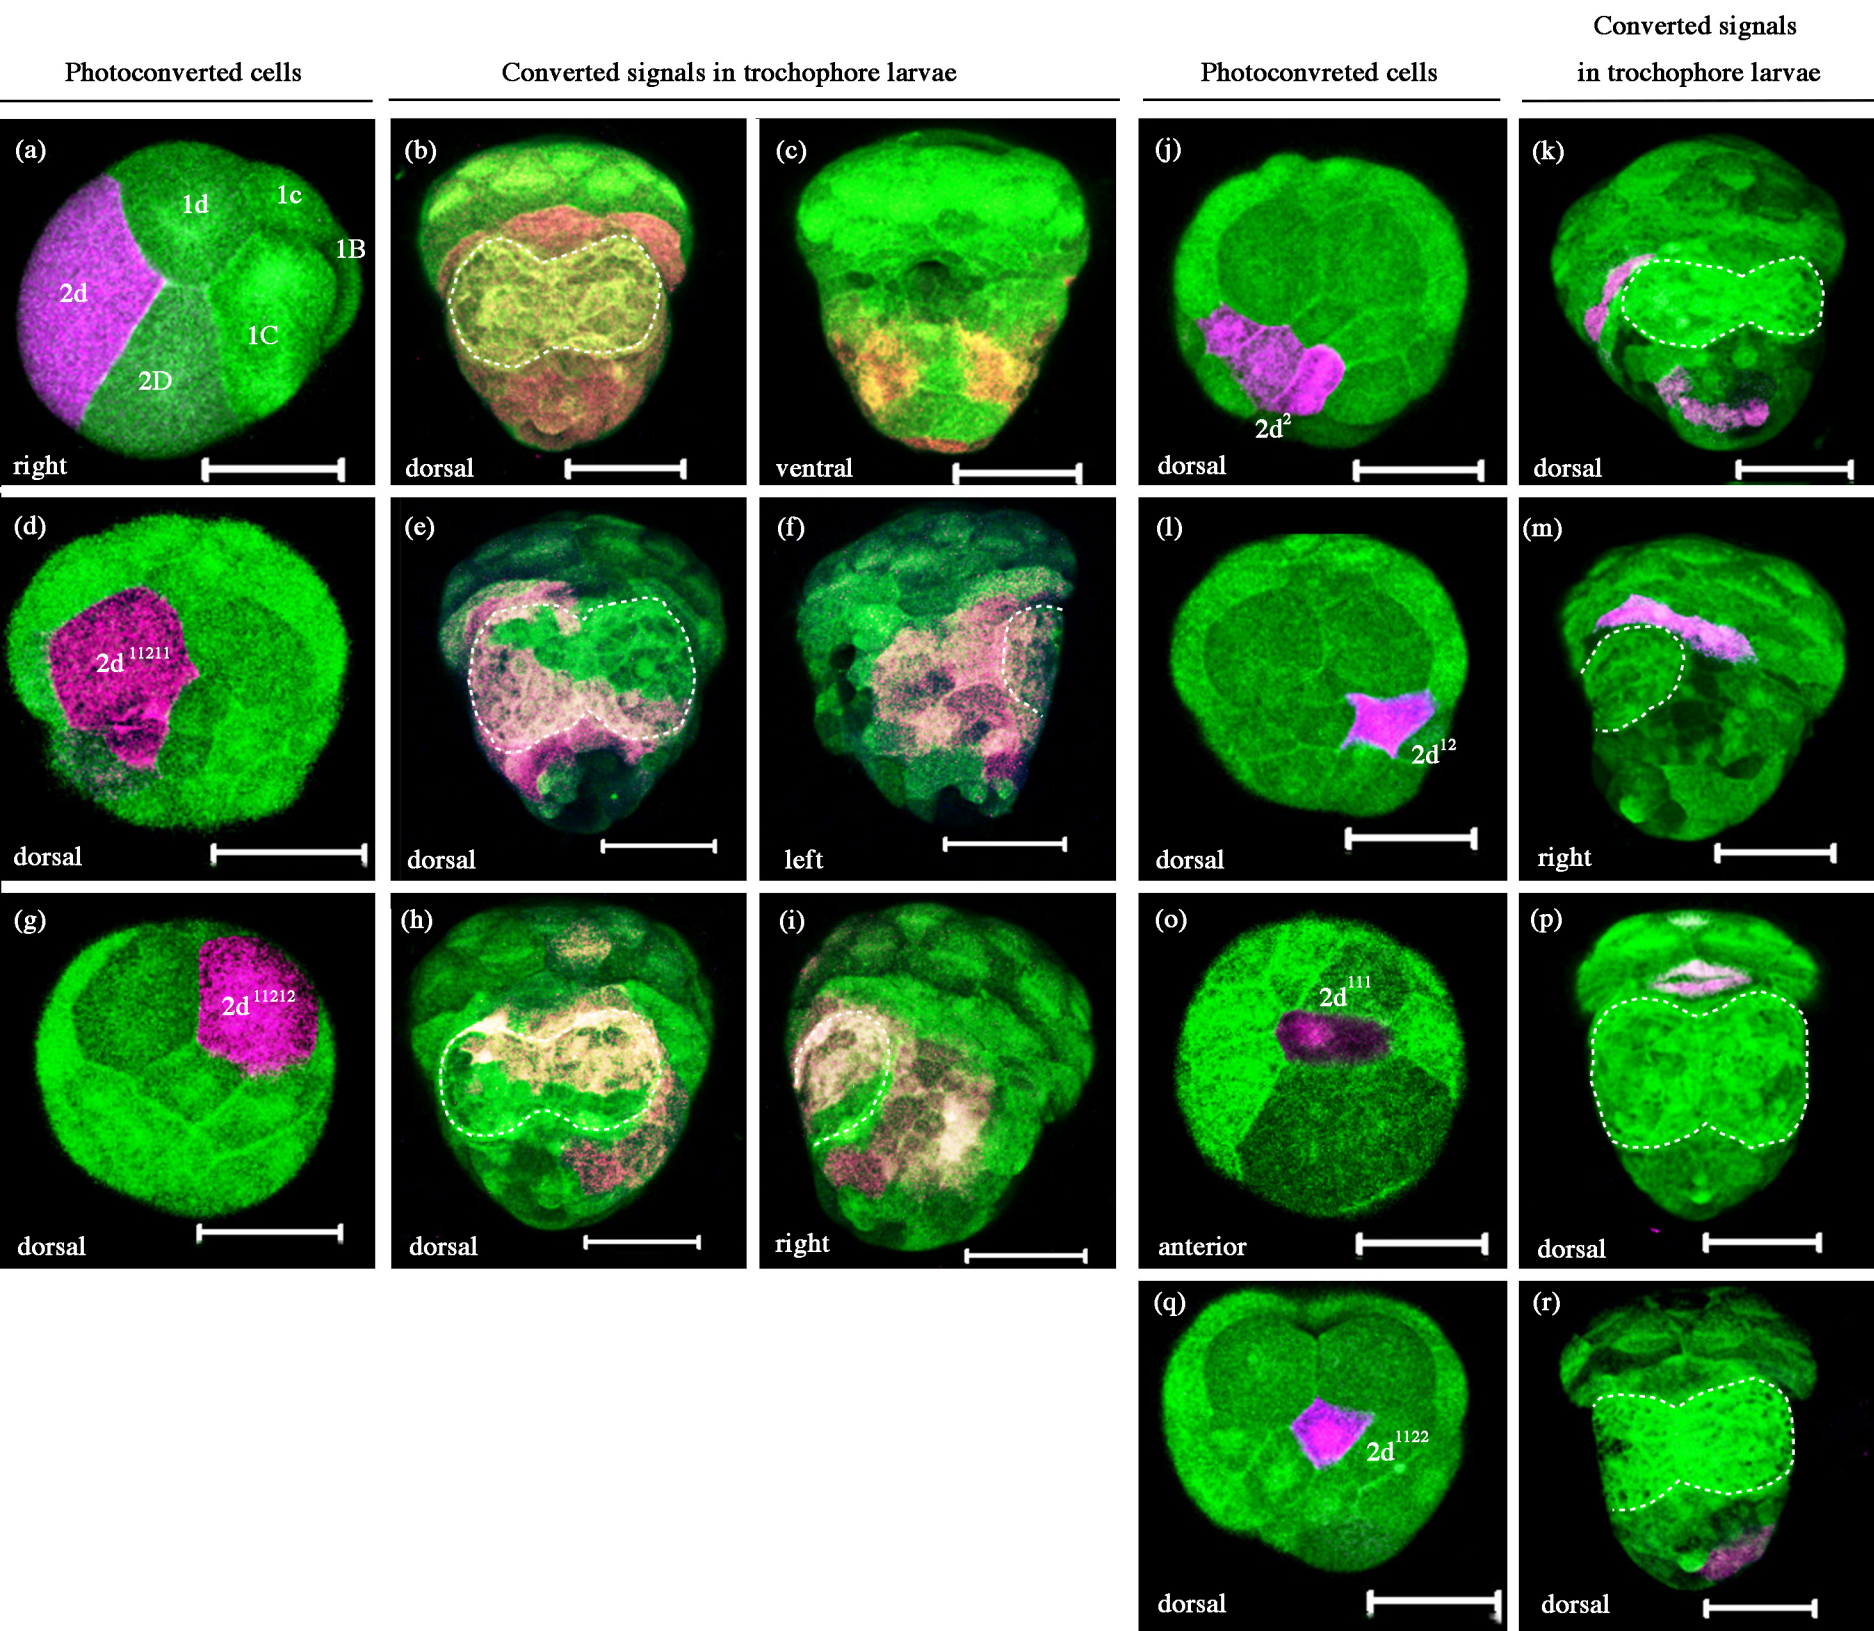 Photoconverted cells
Converted signals in trochophore larvae
Photoconvreted cells
Converted signals
in trochophore larvae
(a)
1d
1c
1B
2d
1C
2D
right
(b)
dorsal
(c)
ventral
(j)
2d²
dorsal
(k)
dorsal
(d)
2d¹¹²¹¹
dorsal
(e)
dorsal
(f)
left
(l)
2d¹²
dorsal
(m)
right
(g)
2d¹¹²¹²
dorsal
(h)
dorsal
(i)
right
(o)
2d¹¹¹
anterior
(p)
dorsal
(q)
2d¹¹²²
dorsal
(r)
dorsal